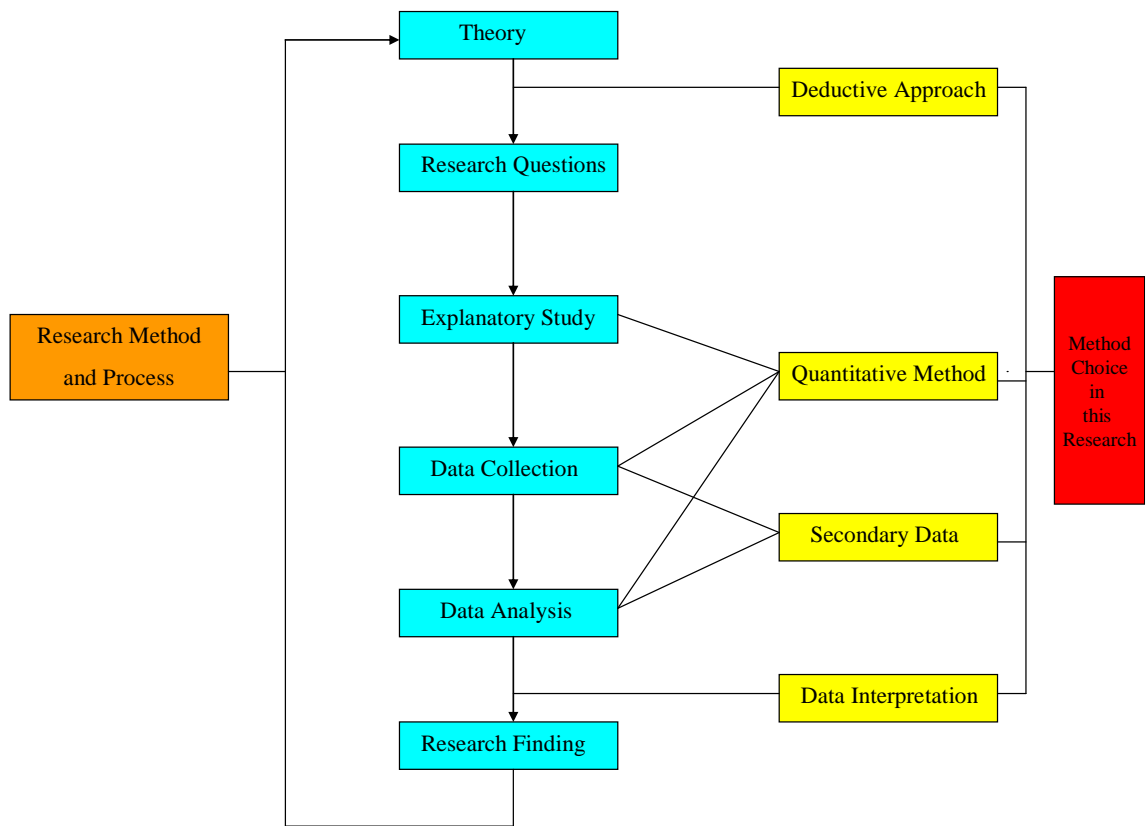 Theory
Deductive Approach
Research Questions
Explanatory Study
Research Method
and Process
Quantitative Method
Method
Choice
in
this
Research
Data Collection
Secondary Data
Data Analysis
Data Interpretation
Research Finding